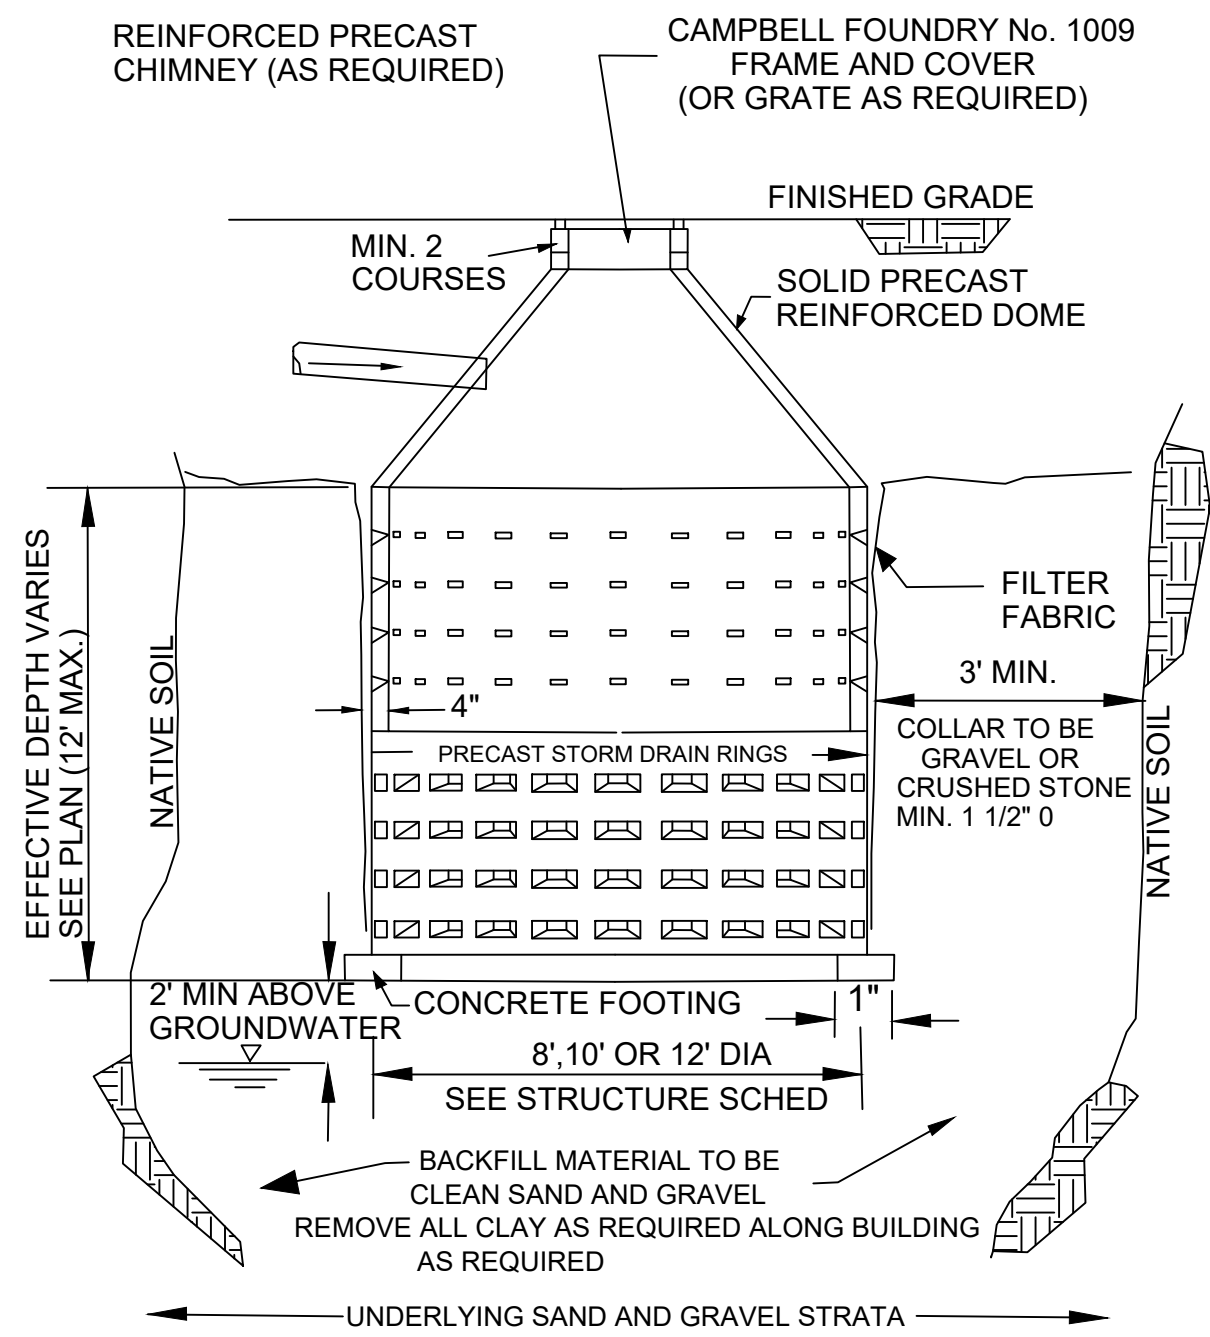 REINFORCED PRECAST
CHIMNEY (AS REQUIRED)
CAMPBELL FOUNDRY No. 1009
FRAME AND COVER
(OR GRATE AS REQUIRED)
FINISHED GRADE
MIN. 2
COURSES
SOLID PRECAST
REINFORCED DOME
EFFECTIVE DEPTH VARIES
SEE PLAN (12' MAX.)
NATIVE SOIL
FILTER
FABRIC
3' MIN.
4"
COLLAR TO BE
GRAVEL OR
CRUSHED STONE
MIN. 1 1/2" 0
NATIVE SOIL
PRECAST STORM DRAIN RINGS
2' MIN ABOVE
GROUNDWATER
CONCRETE FOOTING
1"
8',10' OR 12' DIA
SEE STRUCTURE SCHED
BACKFILL MATERIAL TO BE
CLEAN SAND AND GRAVEL
REMOVE ALL CLAY AS REQUIRED ALONG BUILDING
AS REQUIRED
UNDERLYING SAND AND GRAVEL STRATA